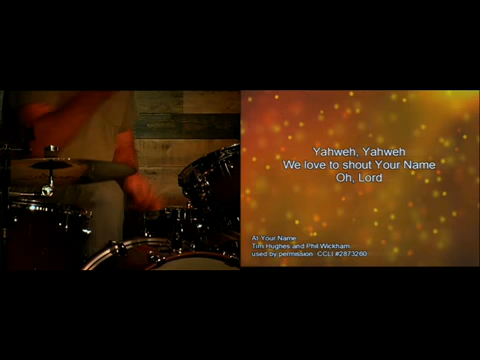 Yahweh, Yahweh
We love to shout Your Name
Oh, Lord
At Your Name
Tim Hughes and Phil Wickham
used by permission  CCLI #2873260